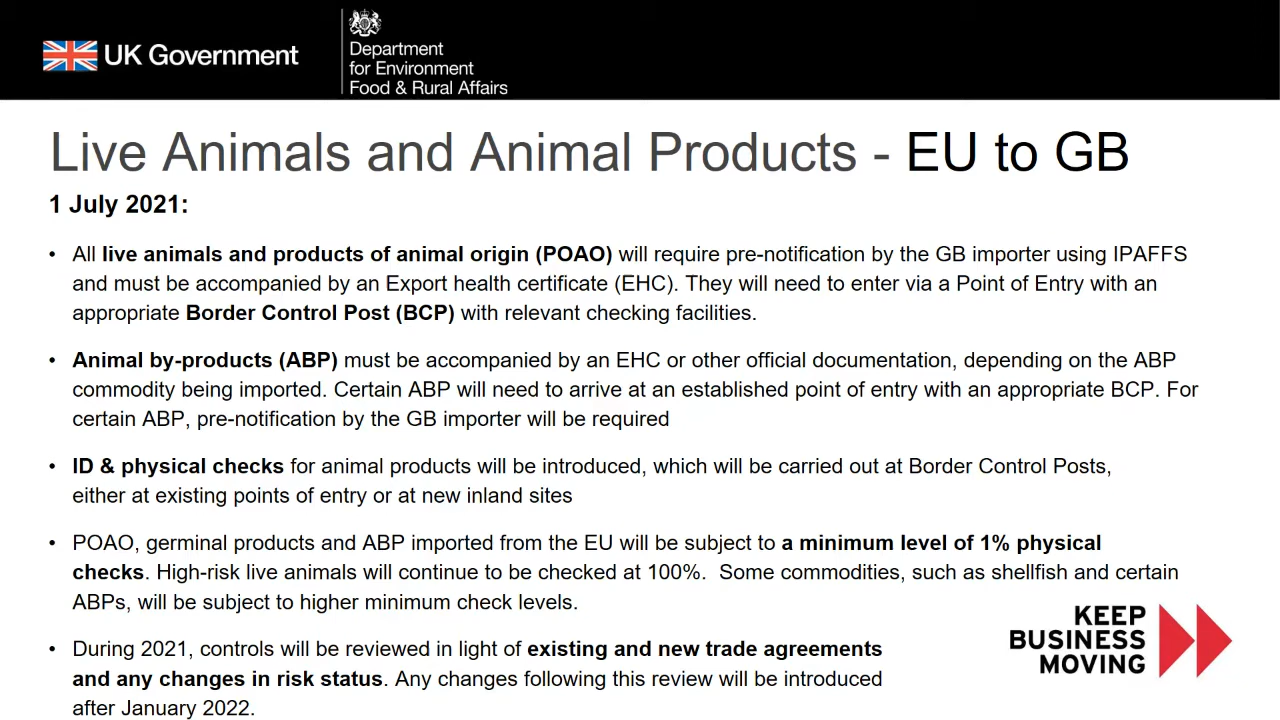 UK Government
Department
for Environment
Food & Rural Affairs
Live Animals and Animal Products - EU to GB
1 July 2021:
• All live animals and products of animal origin (POAO) will require pre-notification by the GB importer using IPAFFS
and must be accompanied by an Export health certificate (EHC). They will need to enter via a Point of Entry with an
appropriate Border Control Post (BCP) with relevant checking facilities.
• Animal by-products (ABP) must be accompanied by an EHC or other official documentation, depending on the ABP
commodity being imported. Certain ABP will need to arrive at an established point of entry with an appropriate BCP. For
certain ABP, pre-notification by the GB importer will be required
• ID & physical checks for animal products will be introduced, which will be carried out at Border Control Posts,
either at existing points of entry or at new inland sites
• POAO, germinal products and ABP imported from the EU will be subject to a minimum level of 1% physical
checks. High-risk live animals will continue to be checked at 100%.  Some commodities, such as shellfish and certain
ABPs, will be subject to higher minimum check levels.
• During 2021, controls will be reviewed in light of existing and new trade agreements
and any changes in risk status. Any changes following this review will be introduced
after January 2022.
KEEP
BUSINESS
MOVING